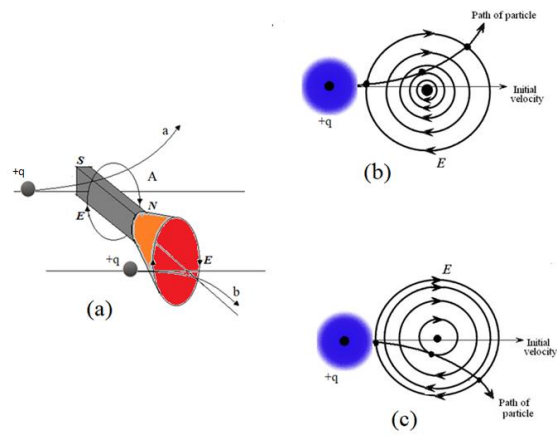 a
+q
S
A
E
N
+q
E
b
(a)
Path of particle
Initial
velocity
+q
E
(b)
E
Initial
velocity
+q
Path of
particle
(c)